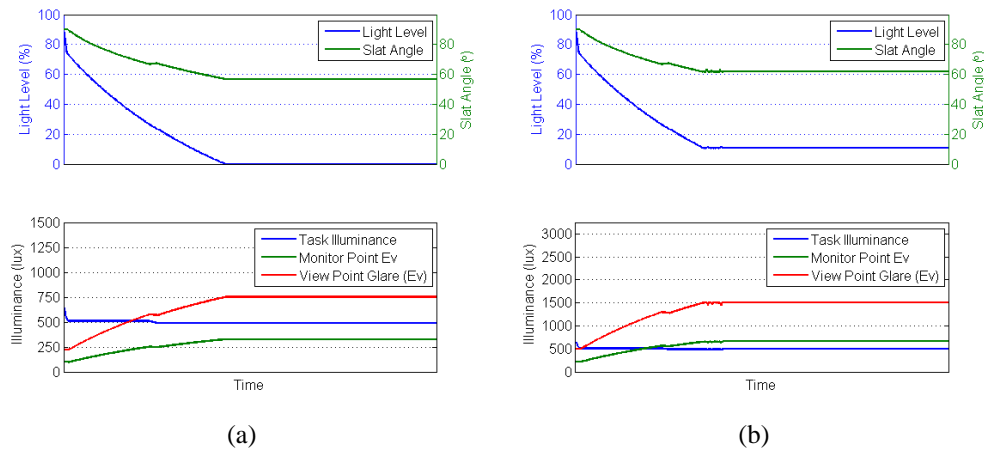 100
80
60
40
20
0
Light Level (%)
Light Level
Slat Angle
80
60
40
20
0
Slat Angle (º)
100
80
60
40
20
0
Light Level (%)
Light Level
Slat Angle
80
60
40
20
0
Slat Angle (º)
1500
1250
1000
750
500
250
0
Illuminance (lux)
Task Illuminance
Monitor Point Ev
View Point Glare (Ev)
Time
3000
2500
2000
1500
1000
500
0
Illuminance (lux)
Task Illuminance
Monitor Point Ev
View Point Glare (Ev)
Time
(a)
(b)